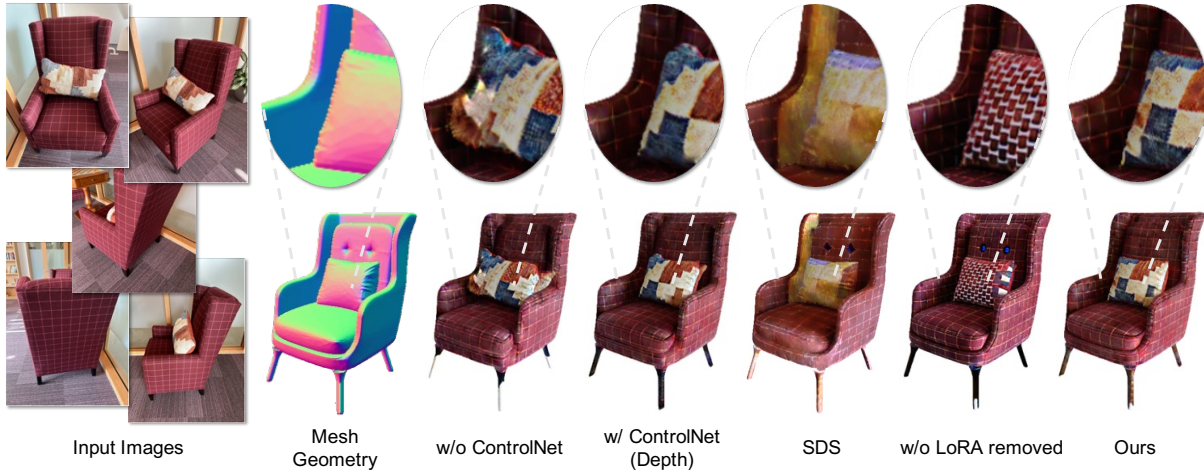 Input Images
Mesh
Geometry
w/o ControlNet
w/ ControlNet
(Depth)
SDS
w/o LoRA removed
Ours